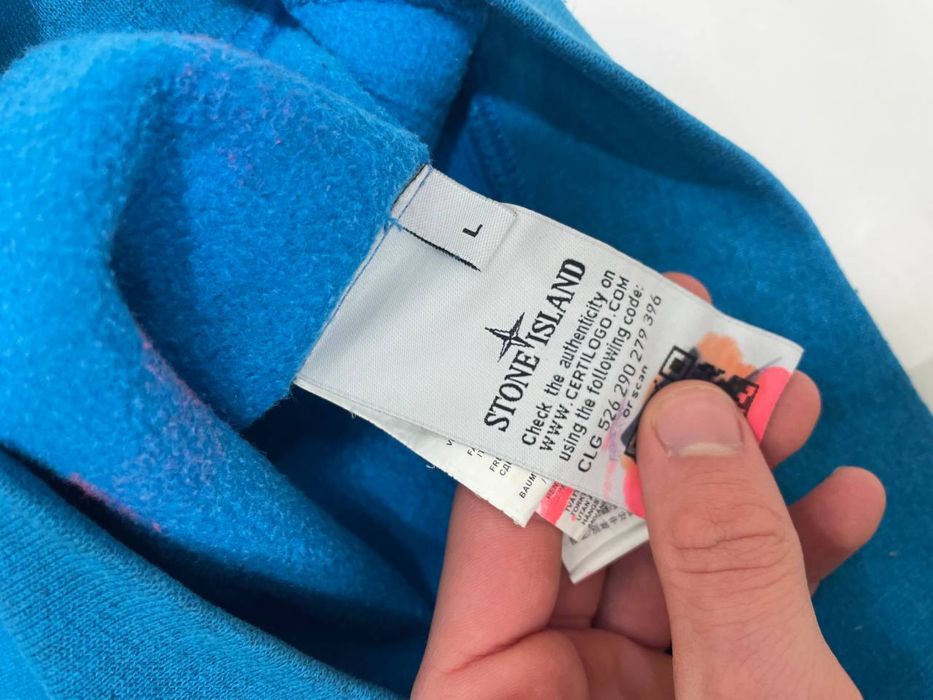 L
STONE ISLAND
Check the authenticity on
WWW.CERTILOGO.COM
using the following code:
CLG 526 290 279 396
or scan
BAUM